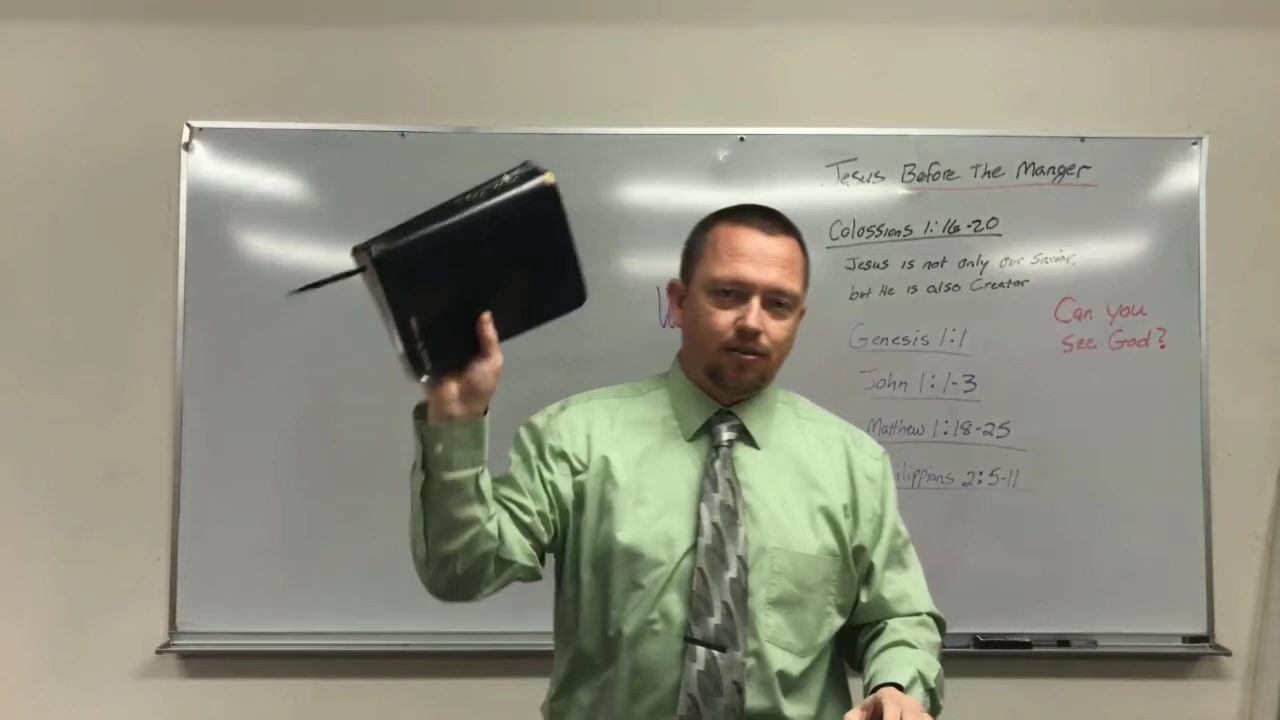 Jesus Before the Manger
Colossians 1:16-20
Jesus is not only our Savior,
but He is also Creator
Can you
see God?
Genesis 1:1
John 1:1-3
Matthew 1:18-25
ilippians 2:5-11